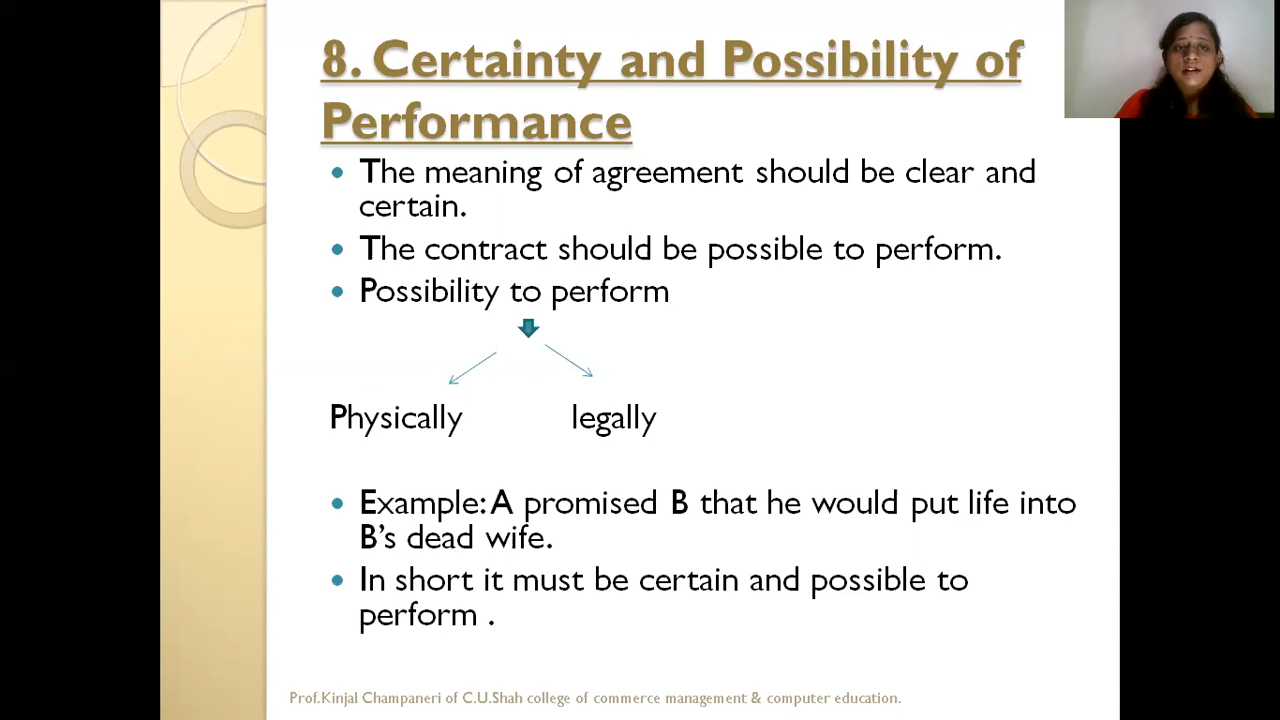 8. Certainty and Possibility of
Performance
• The meaning of agreement should be clear and
certain.
• The contract should be possible to perform.
• Possibility to perform
Physically legally
• Example: A promised B that he would put life into
B’s dead wife.
• In short it must be certain and possible to
perform .
Prof.Kinjal Champaneri of C.U.Shah college of commerce management & computer education.